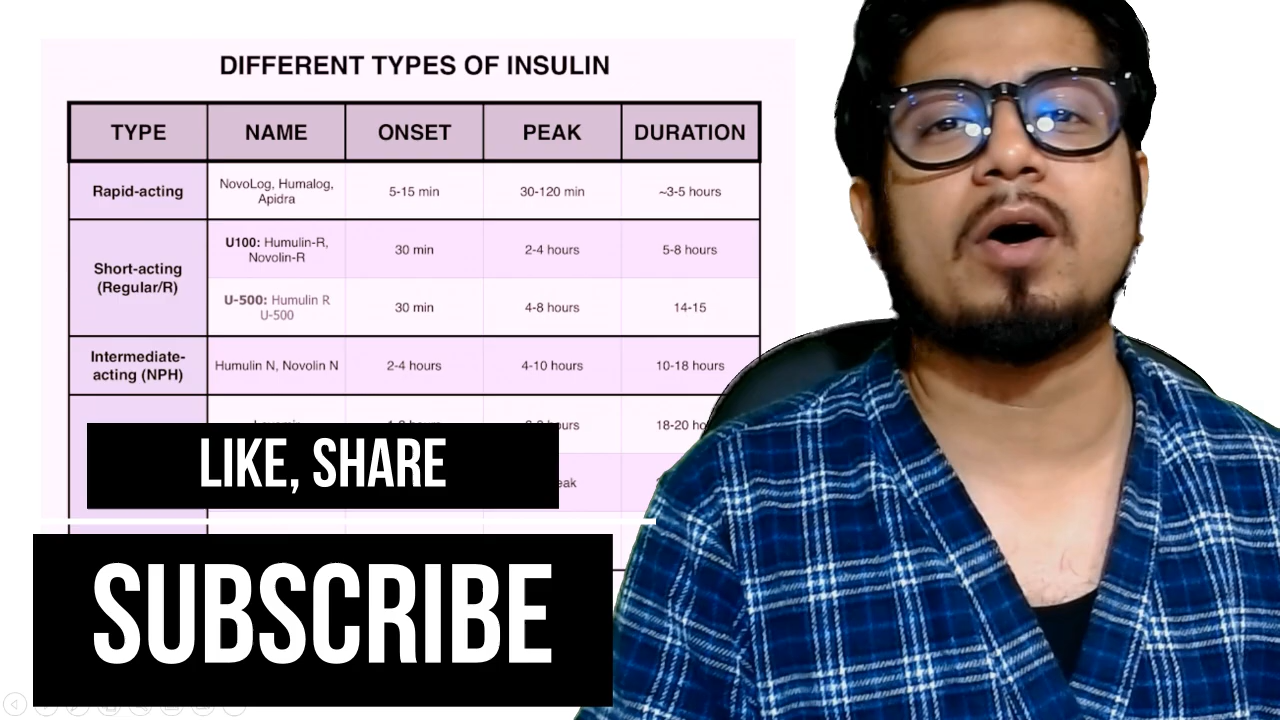 DIFFERENT TYPES OF INSULIN
TYPE NAME ONSET PEAK DURATION
Rapid-acting
NovoLog, Humalog,
Apidra
5-15 min
30-120 min
~3-5 hours
Short-acting
(Regular/R)
U100: Humulin-R,
Novolin-R
30 min
2-4 hours
5-8 hours
U-500: Humulin R
U-500
30 min
4-8 hours
14-15
Intermediate-
acting (NPH)
Humulin N, Novolin N
2-4 hours
4-10 hours
10-18 hours
18-20
LIKE, SHARE
SUBSCRIBE